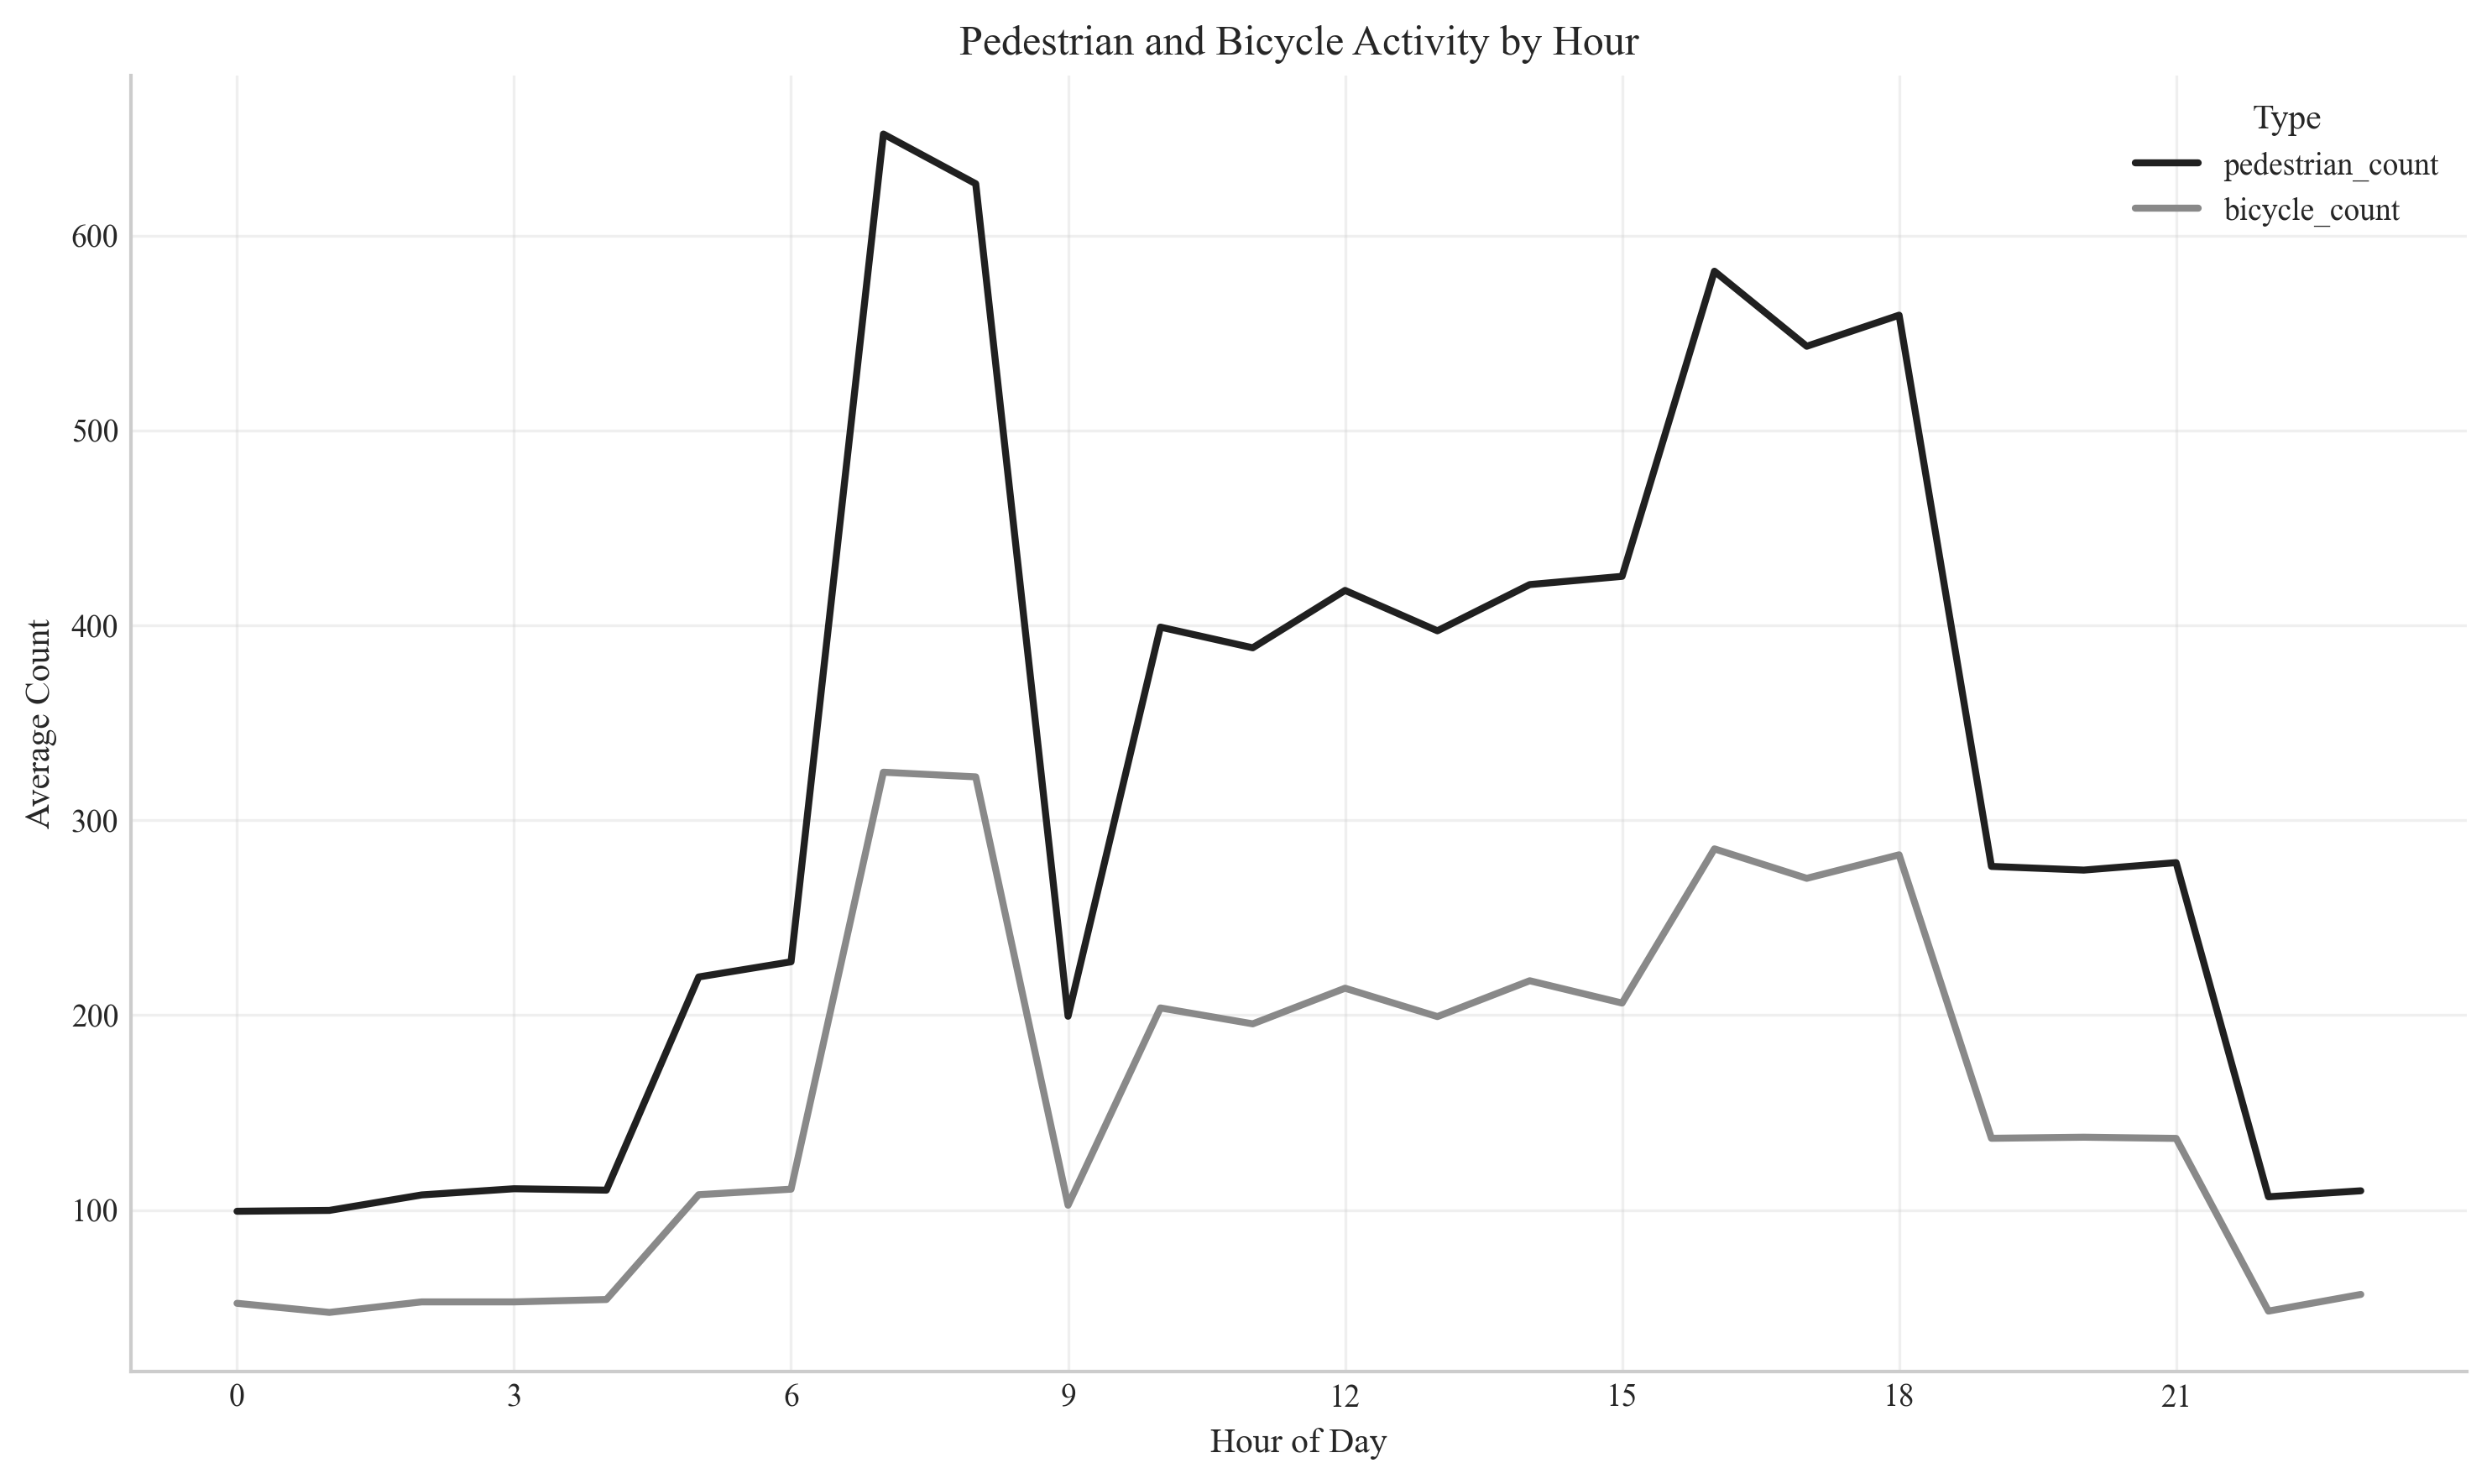 Pedestrian and Bicycle Activity by Hour
Type
pedestrian_count
bicycle_count
Average Count
600
500
400
300
200
100
0 3 6 9 12 15 18 21
Hour of Day